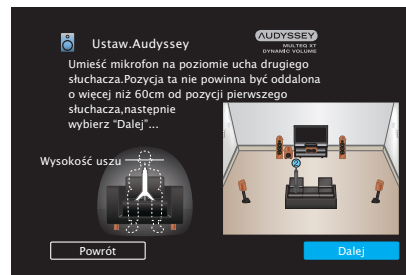 Ustaw.Audyssey
AUDYSSEY
MULTEQ XT
DYNAMIC VOLUME
Umieść mikrofon na poziomie ucha drugiego
słuchacza.Pozycja ta nie powinna być oddalona
o więcej niż 60cm od pozycji pierwszego
słuchacza,następnie
wybierz “Dalej”...
Wysokość uszu
2
Powrót
Dalej